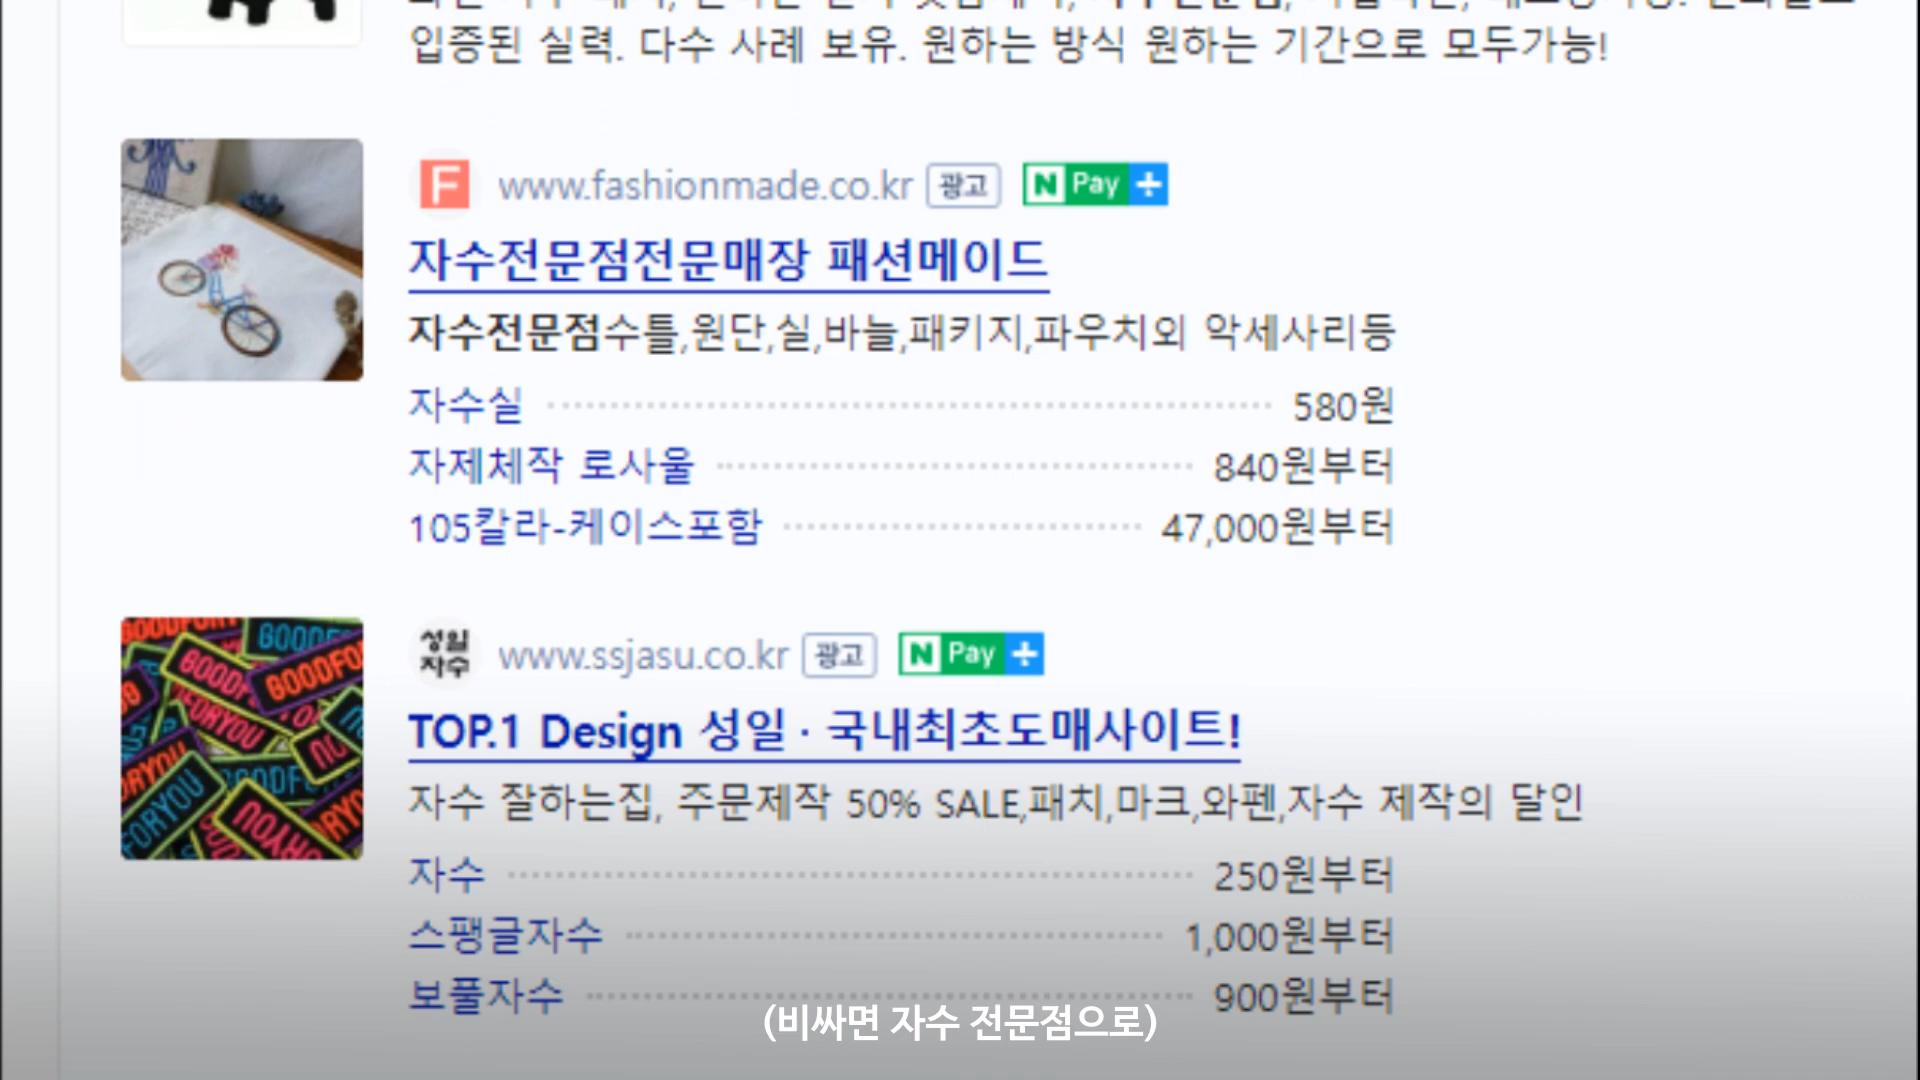 입증된 실력. 다수 사례 보유. 원하는 방식 원하는 기간으로 모두가능!
F www.fashionmade.co.kr 광고 N Pay +
자수전문점전문매장 패션메이드
자수전문점수틀,원단,실,바늘,패키지,파우치외 악세사리등
자수실 580원
자제체작 로사울 840원부터
105칼라-케이스포함 47,000원부터
성일 자수 www.ssjasu.co.kr 광고 N Pay +
TOP.1 Design 성일 · 국내최초도매사이트!
자수 잘하는집, 주문제작 50% SALE,패치,마크,와펜,자수 제작의 달인
자수 250원부터
스팽글자수 1,000원부터
보풀자수 900원부터
(비싸면 자수 전문점으로)